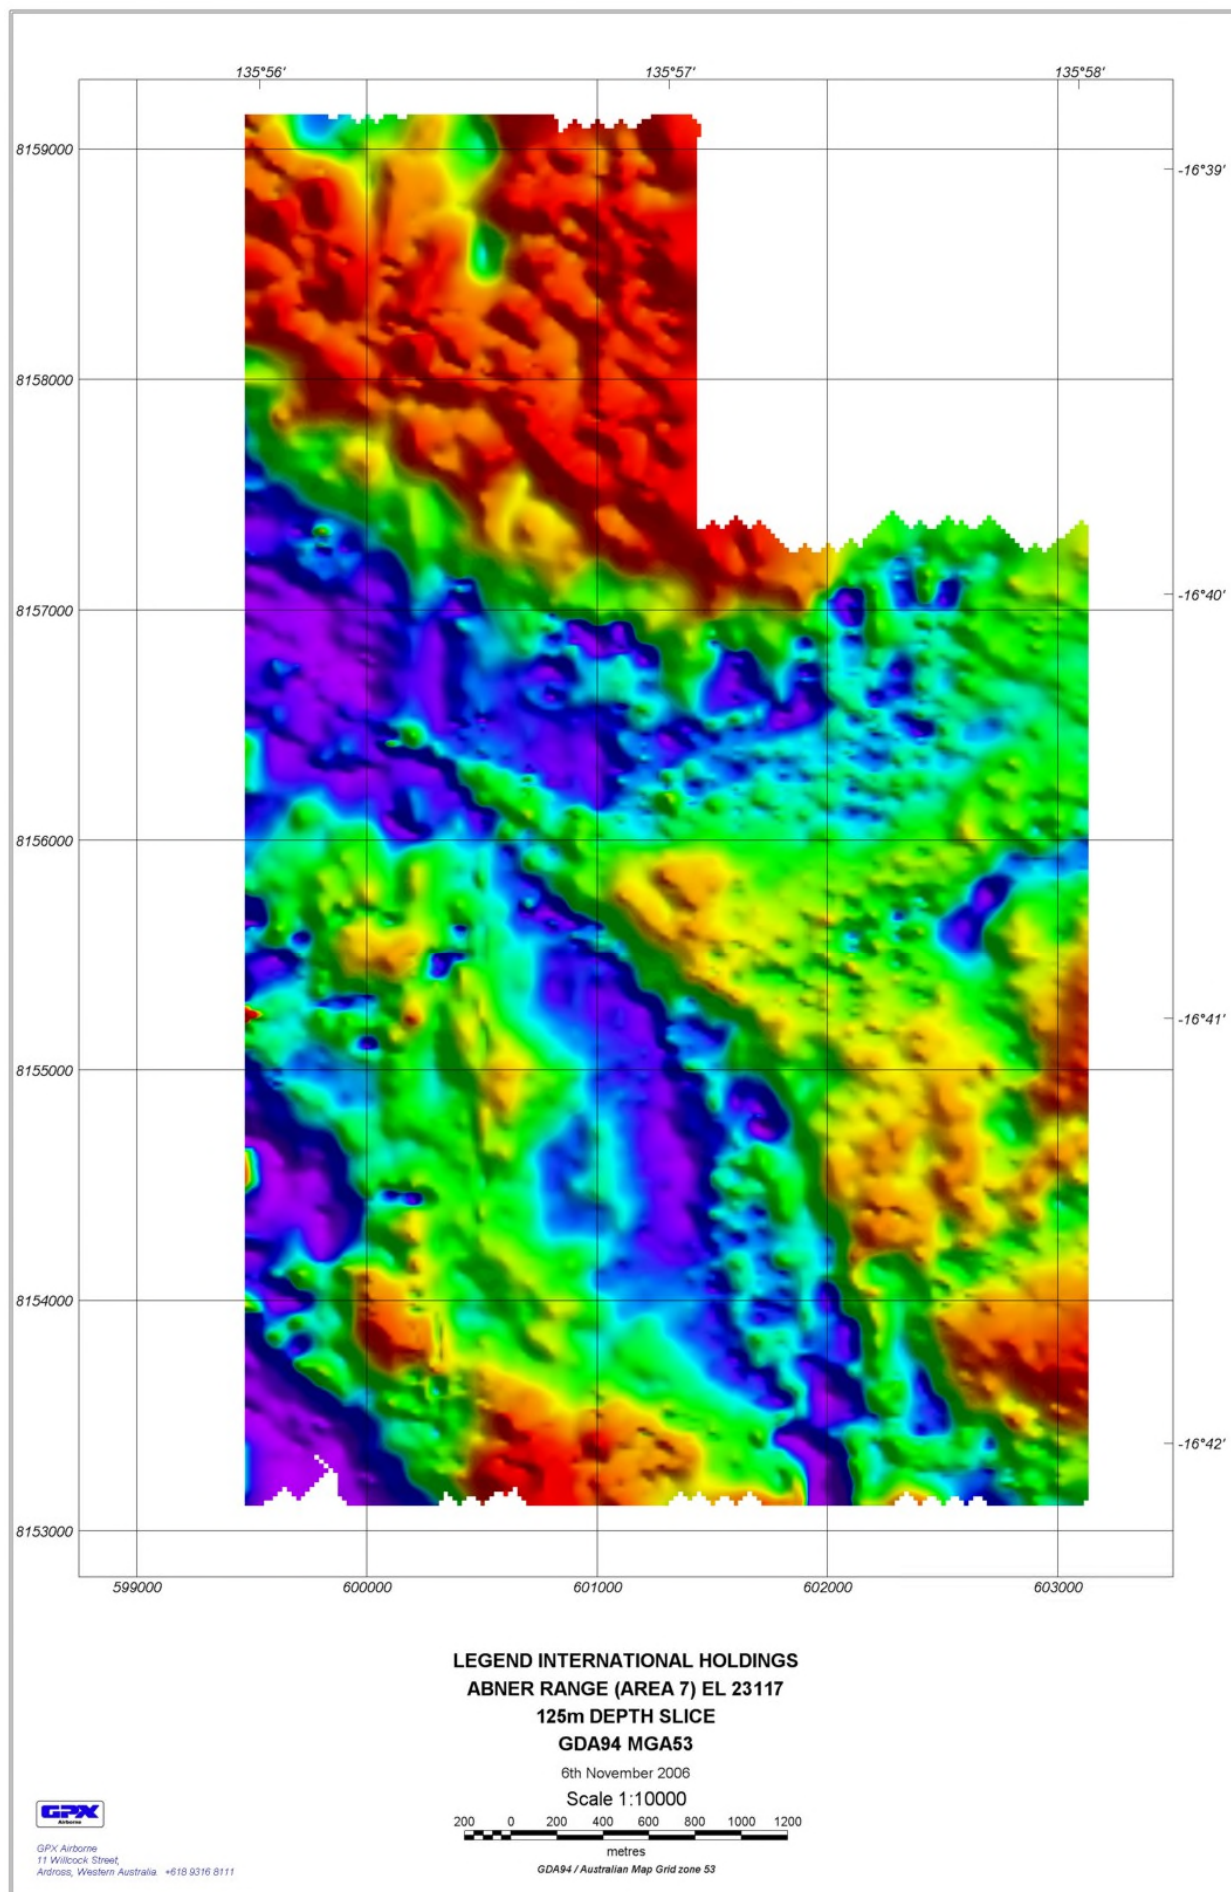 135°56' 135°57' 135°58'
8159000
-16°39'
8158000
8157000
-16°40'
8156000
-16°41'
8155000
8154000
-16°42'
8153000
599000 600000 601000 602000 603000
LEGEND INTERNATIONAL HOLDINGS
ABNER RANGE (AREA 7) EL 23117
125m DEPTH SLICE
GDA94 MGA53
6th November 2006
Scale 1:10000
200 0 200 400 600 800 1000 1200
metres
GDA94 / Australian Map Grid zone 53
GPX
Airborne
GPX Airborne
11 Willcock Street,
Ardross, Western Australia. +618 9316 8111